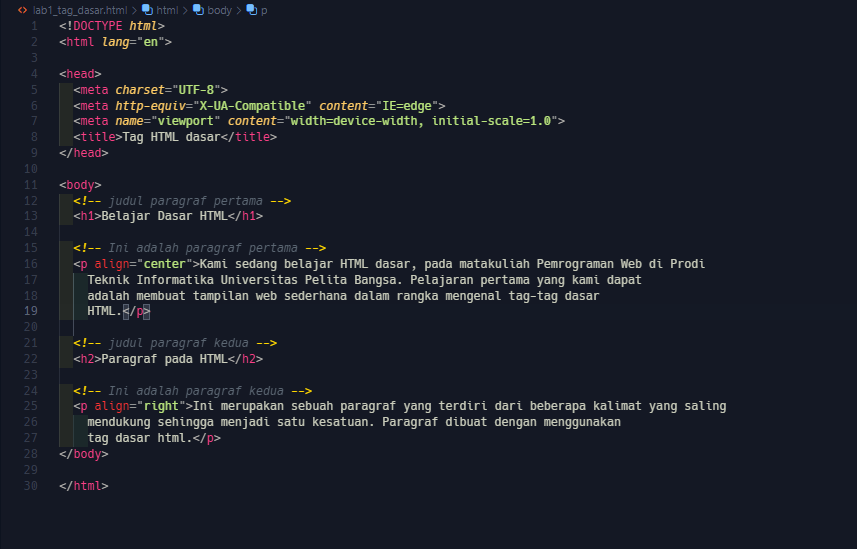 lab1_tag_dasar.html > html > body > p
1 <!DOCTYPE html>
2 <html lang="en">
3
4 <head>
5 <meta charset="UTF-8">
6 <meta http-equiv="X-UA-Compatible" content="IE=edge">
7 <meta name="viewport" content="width=device-width, initial-scale=1.0">
8 <title>Tag HTML dasar</title>
9 </head>
10
11 <body>
12 <!-- judul paragraf pertama -->
13 <h1>Belajar Dasar HTML</h1>
14
15 <!-- Ini adalah paragraf pertama -->
16 <p align="center">Kami sedang belajar HTML dasar, pada matakuliah Pemrograman Web di Prodi
17 Teknik Informatika Universitas Pelita Bangsa. Pelajaran pertama yang kami dapat
18 adalah membuat tampilan web sederhana dalam rangka mengenal tag-tag dasar
19 HTML.</p>
20
21 <!-- judul paragraf kedua -->
22 <h2>Paragraf pada HTML</h2>
23
24 <!-- Ini adalah paragraf kedua -->
25 <p align="right">Ini merupakan sebuah paragraf yang terdiri dari beberapa kalimat yang saling
26 mendukung sehingga menjadi satu kesatuan. Paragraf dibuat dengan menggunakan
27 tag dasar html.</p>
28 </body>
29
30 </html>